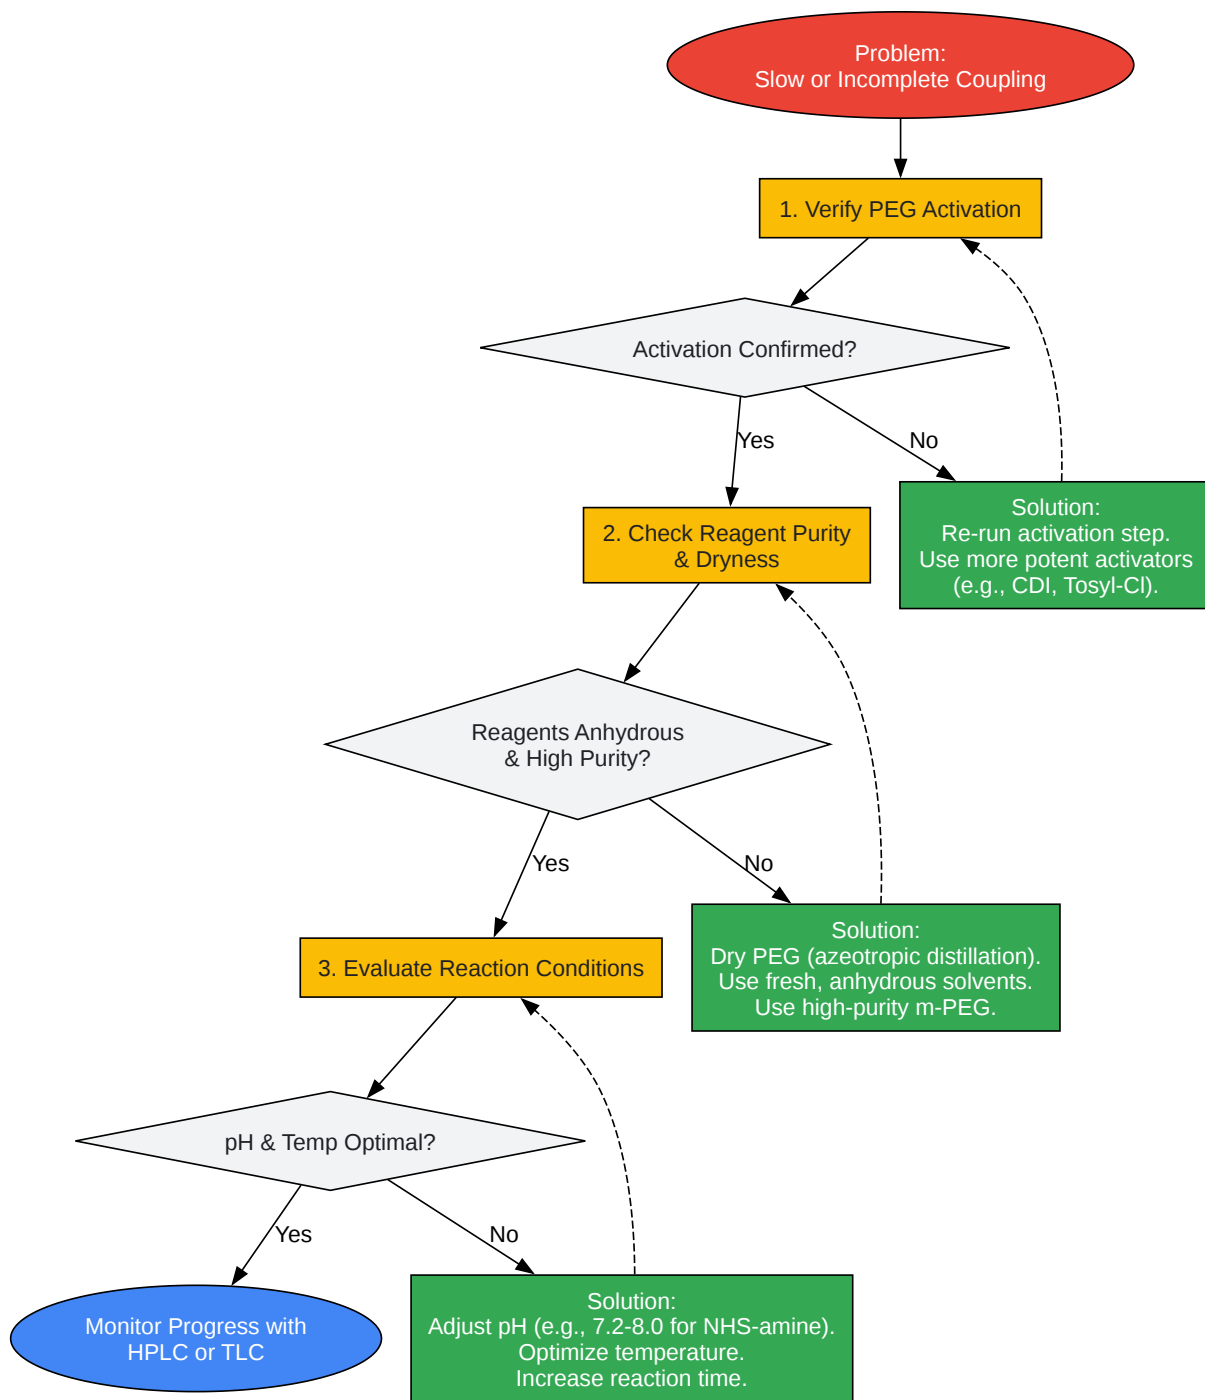 Problem:
Slow or Incomplete Coupling
1. Verify PEG Activation
Activation Confirmed?
Yes
No
Solution:
Re-run activation step.
Use more potent activators
(e.g., CDI, Tosyl-Cl).
2. Check Reagent Purity
& Dryness
Reagents Anhydrous
& High Purity?
Yes
No
Solution:
Dry PEG (azeotropic distillation).
Use fresh, anhydrous solvents.
Use high-purity m-PEG.
3. Evaluate Reaction Conditions
pH & Temp Optimal?
Yes
No
Monitor Progress with
HPLC or TLC
Solution:
Adjust pH (e.g., 7.2-8.0 for NHS-amine).
Optimize temperature.
Increase reaction time.